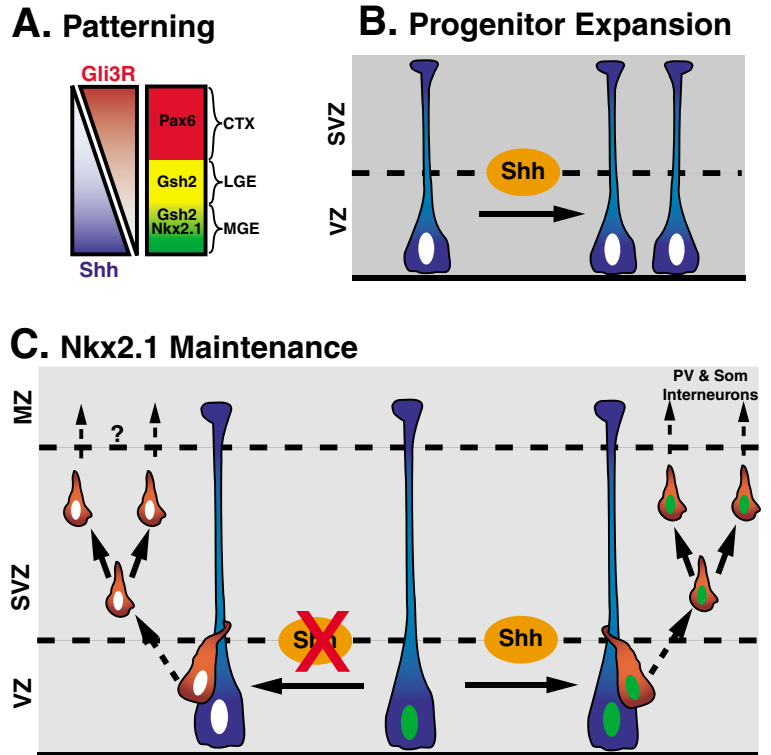 A. Patterning
Gli3R
Pax6
CTX
Gsh2
LGE
Gsh2
Nkx2.1
MGE
Shh
B. Progenitor Expansion
SVZ
VZ
Shh
C. Nkx2.1 Maintenance
MZ
SVZ
VZ
?
Shh
Shh
PV & Som
Interneurons